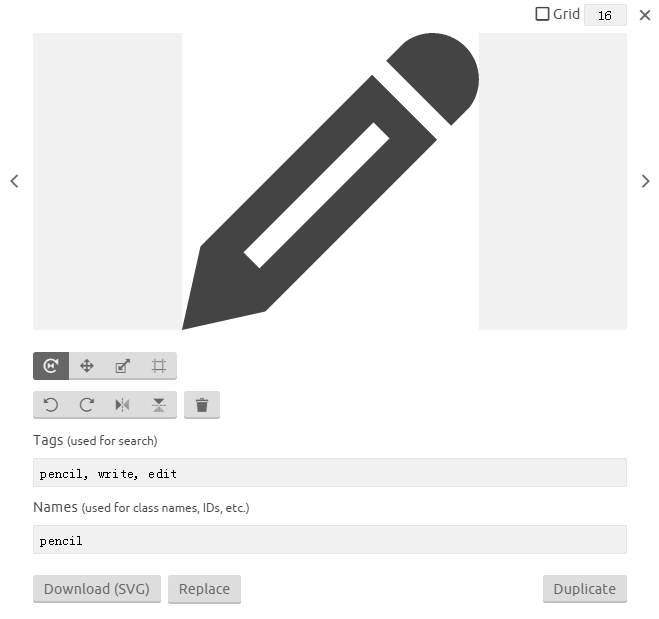 Grid 16
Tags (used for search)
pencil, write, edit
Names (used for class names, IDs, etc.)
pencil
Download (SVG) Replace Duplicate